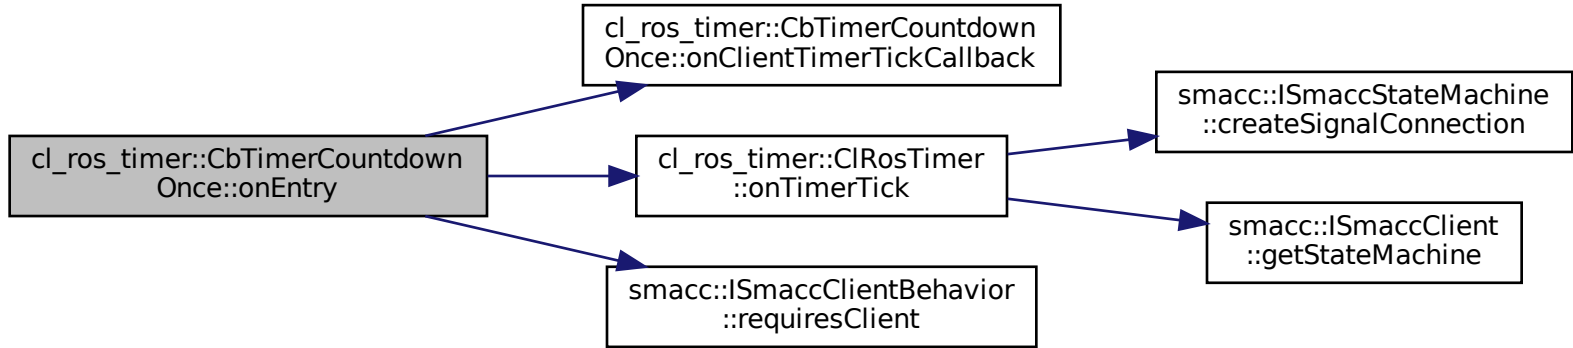 cl_ros_timer::CbTimerCountdown
Once::onEntry
cl_ros_timer::CbTimerCountdown
Once::onClientTimerTickCallback
cl_ros_timer::ClRosTimer
::onTimerTick
smacc::ISmaccClientBehavior
::requiresClient
smacc::ISmaccStateMachine
::createSignalConnection
smacc::ISmaccClient
::getStateMachine